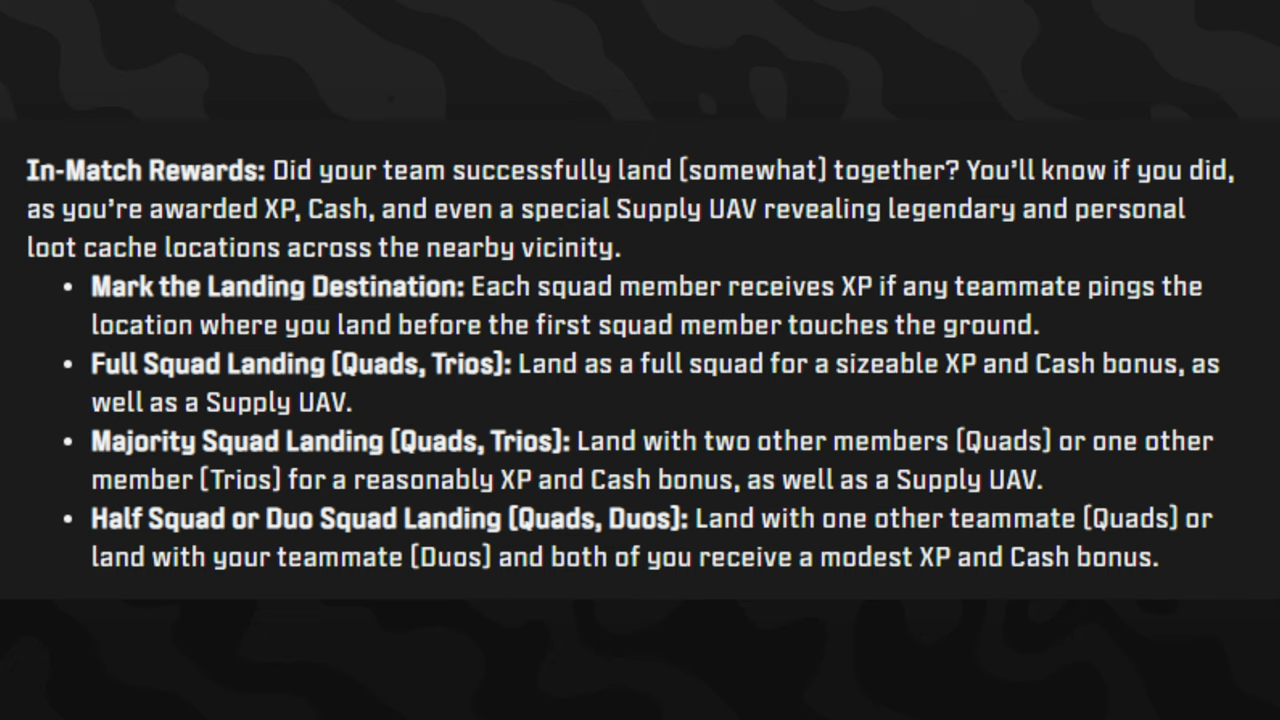 In-Match Rewards: Did your team successfully land (somewhat) together? You'll know if you did,
as you're awarded XP, Cash, and even a special Supply UAV revealing legendary and personal
loot cache locations across the nearby vicinity.
• Mark the Landing Destination: Each squad member receives XP if any teammate pings the
location where you land before the first squad member touches the ground.
• Full Squad Landing (Quads, Trios): Land as a full squad for a sizeable XP and Cash bonus, as
well as a Supply UAV.
• Majority Squad Landing (Quads, Trios): Land with two other members (Quads) or one other
member (Trios) for a reasonably XP and Cash bonus, as well as a Supply UAV.
• Half Squad or Duo Squad Landing (Quads, Duos): Land with one other teammate (Quads) or
land with your teammate (Duos) and both of you receive a modest XP and Cash bonus.